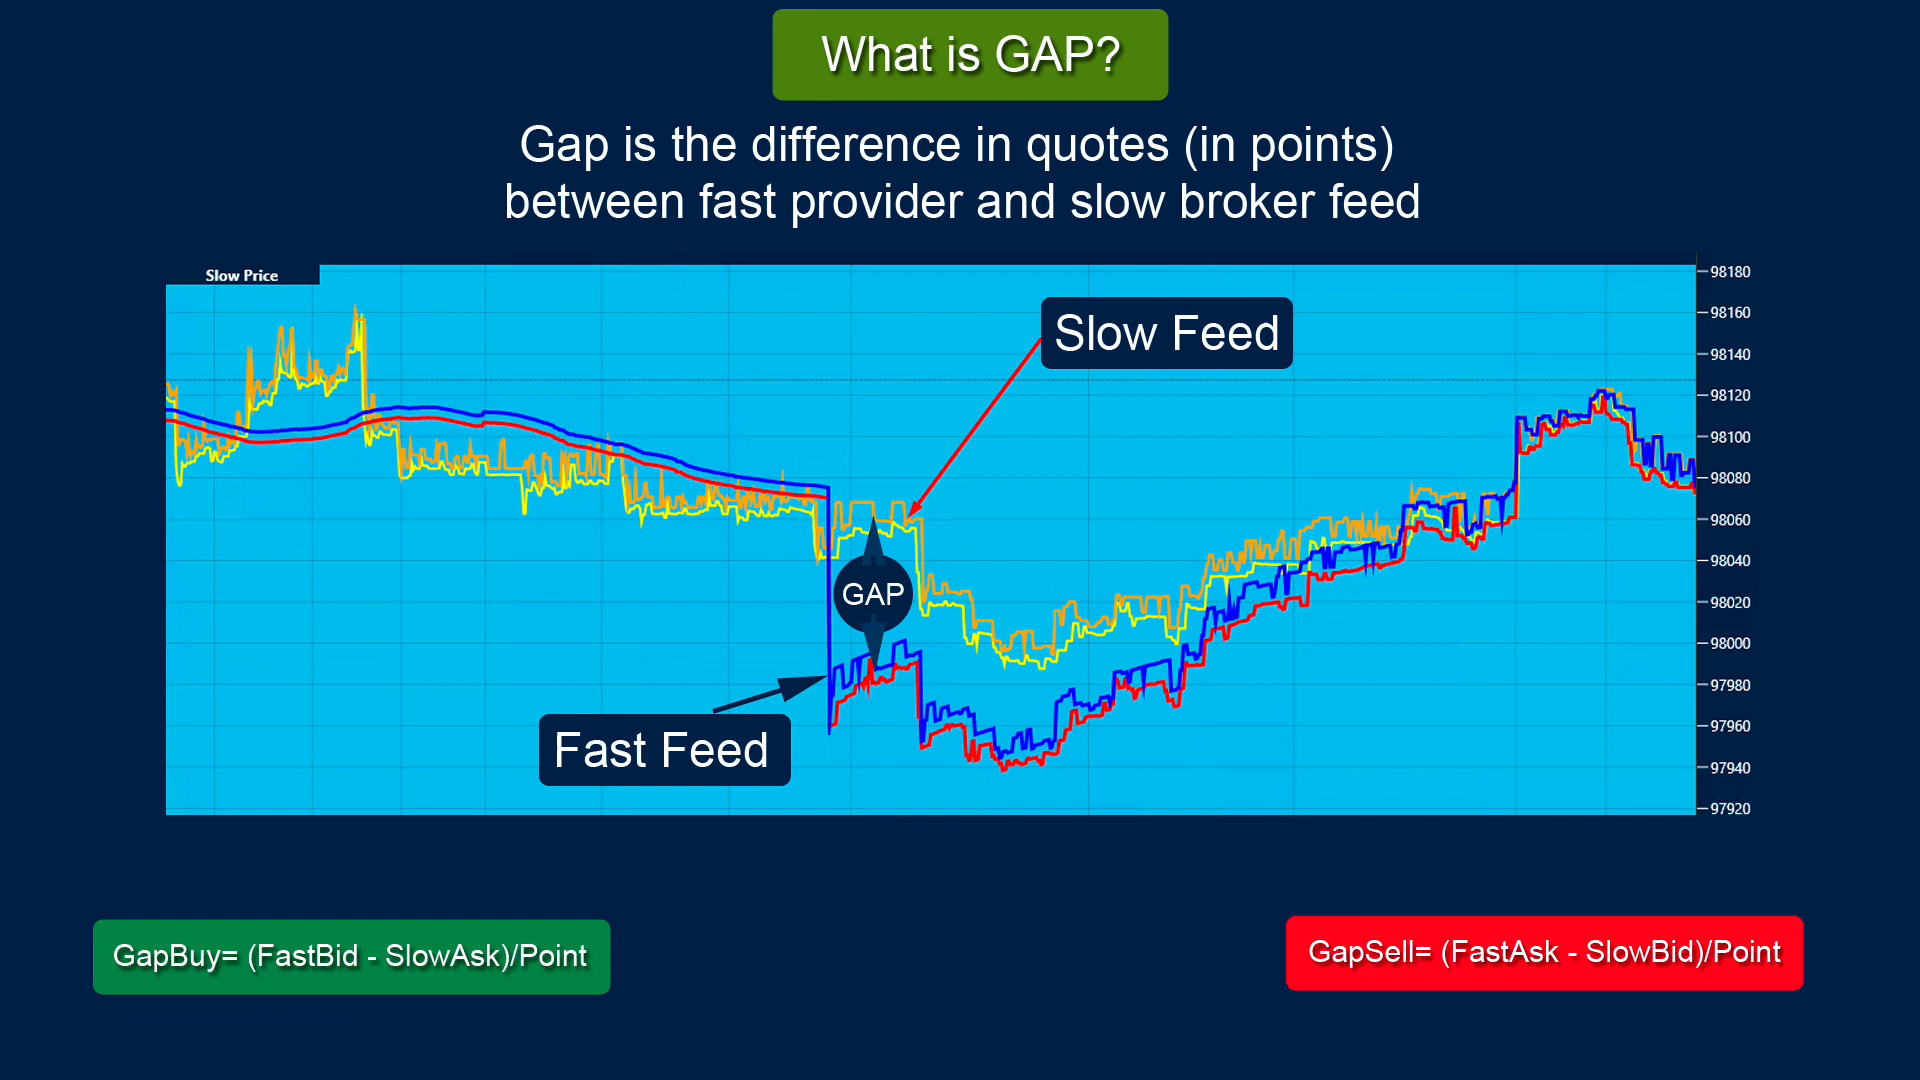 What is GAP?
Gap is the difference in quotes (in points)
between fast provider and slow broker feed
Slow Price
98180
98160
Slow Feed
98140
98120
98100
98080
98060
98040
GAP
98020
98000
97980
97960
Fast Feed
97940
97920
GapBuy= (FastBid - SlowAsk)/Point
GapSell= (FastAsk - SlowBid)/Point